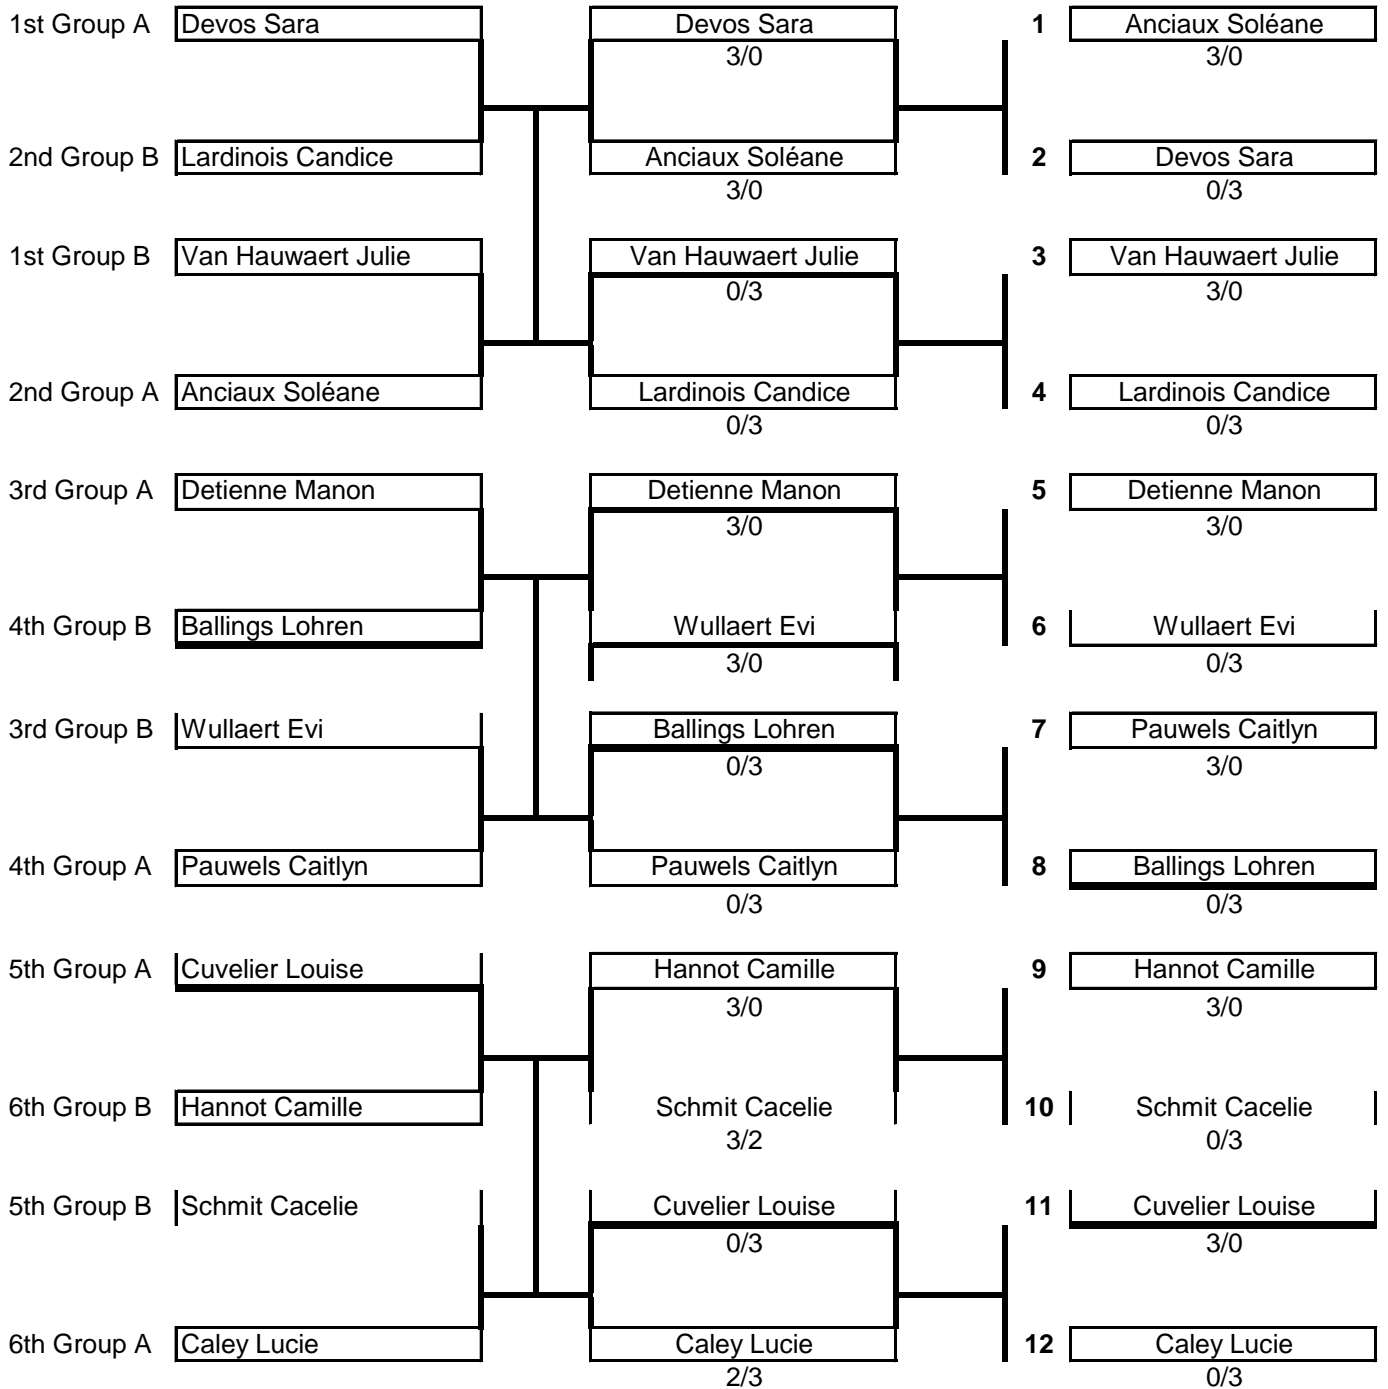 1st Group A Devos Sara Devos Sara 1 Anciaux Soléane
3/0 3/0
2nd Group B Lardinois Candice Anciaux Soléane 2 Devos Sara
3/0 0/3
1st Group B Van Hauwaert Julie Van Hauwaert Julie 3 Van Hauwaert Julie
0/3 3/0
2nd Group A Anciaux Soléane Lardinois Candice 4 Lardinois Candice
0/3 0/3
3rd Group A Detienne Manon Detienne Manon 5 Detienne Manon
3/0 3/0
4th Group B Ballings Lohren Wullaert Evi 6 Wullaert Evi
3/0 0/3
3rd Group B Wullaert Evi Ballings Lohren 7 Pauwels Caitlyn
0/3 3/0
4th Group A Pauwels Caitlyn Pauwels Caitlyn 8 Ballings Lohren
0/3 0/3
5th Group A Cuvelier Louise Hannot Camille 9 Hannot Camille
3/0 3/0
6th Group B Hannot Camille Schmit Cacelie 10 Schmit Cacelie
3/2 0/3
5th Group B Schmit Cacelie Cuvelier Louise 11 Cuvelier Louise
0/3 3/0
6th Group A Caley Lucie Caley Lucie 12 Caley Lucie
2/3 0/3